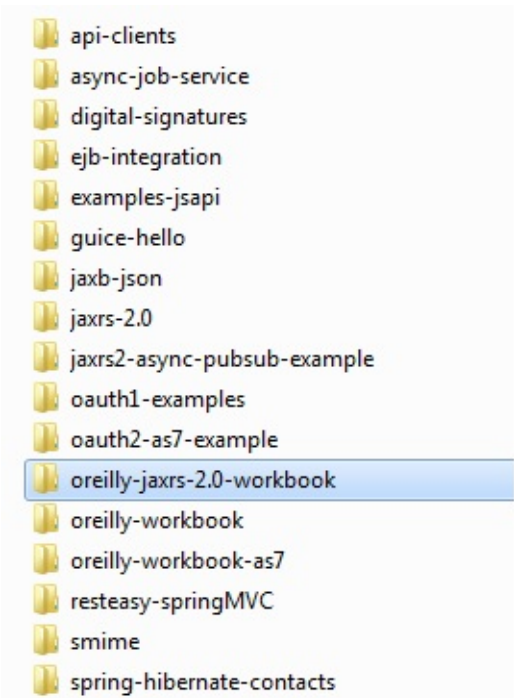 api-clients
async-job-service
digital-signatures
ejb-integration
examples-jsapi
guice-hello
jaxb-json
jaxrs-2.0
jaxrs2-async-pubsub-example
oauth1-examples
oauth2-as7-example
oreilly-jaxrs-2.0-workbook
oreilly-workbook
oreilly-workbook-as7
resteasy-springMVC
smime
spring-hibernate-contacts